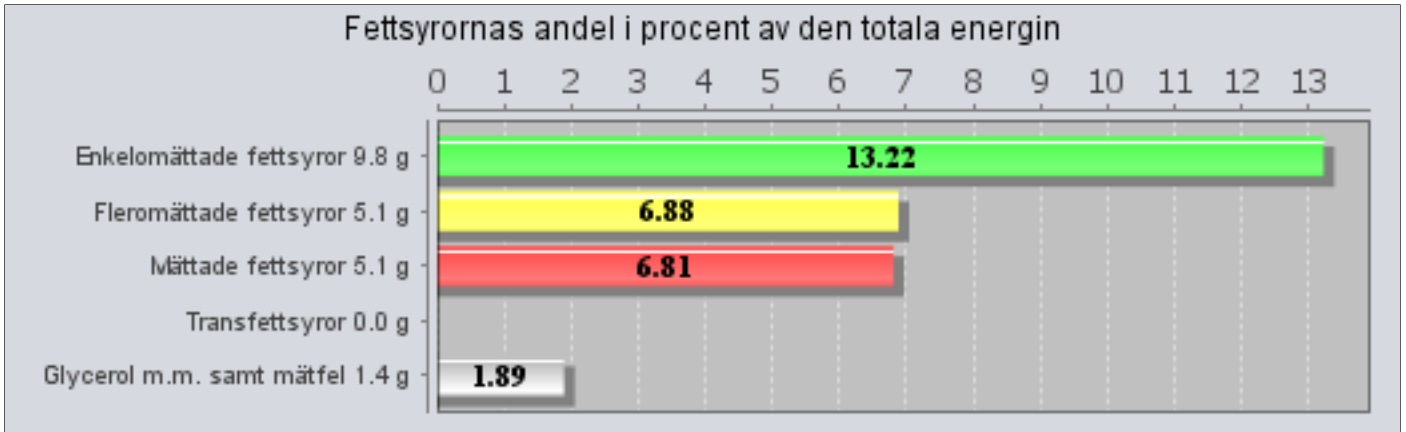 Fettsyrornas andel i procent av den totala energin
0 1 2 3 4 5 6 7 8 9 10 11 12 13
Enkelomättade fettsyror 9.8 g 13.22
Fleromättade fettsyror 5.1 g 6.88
Mättade fettsyror 5.1 g 6.81
Transfettsyror 0.0 g
Glycerol m.m. samt mätfel 1.4 g 1.89